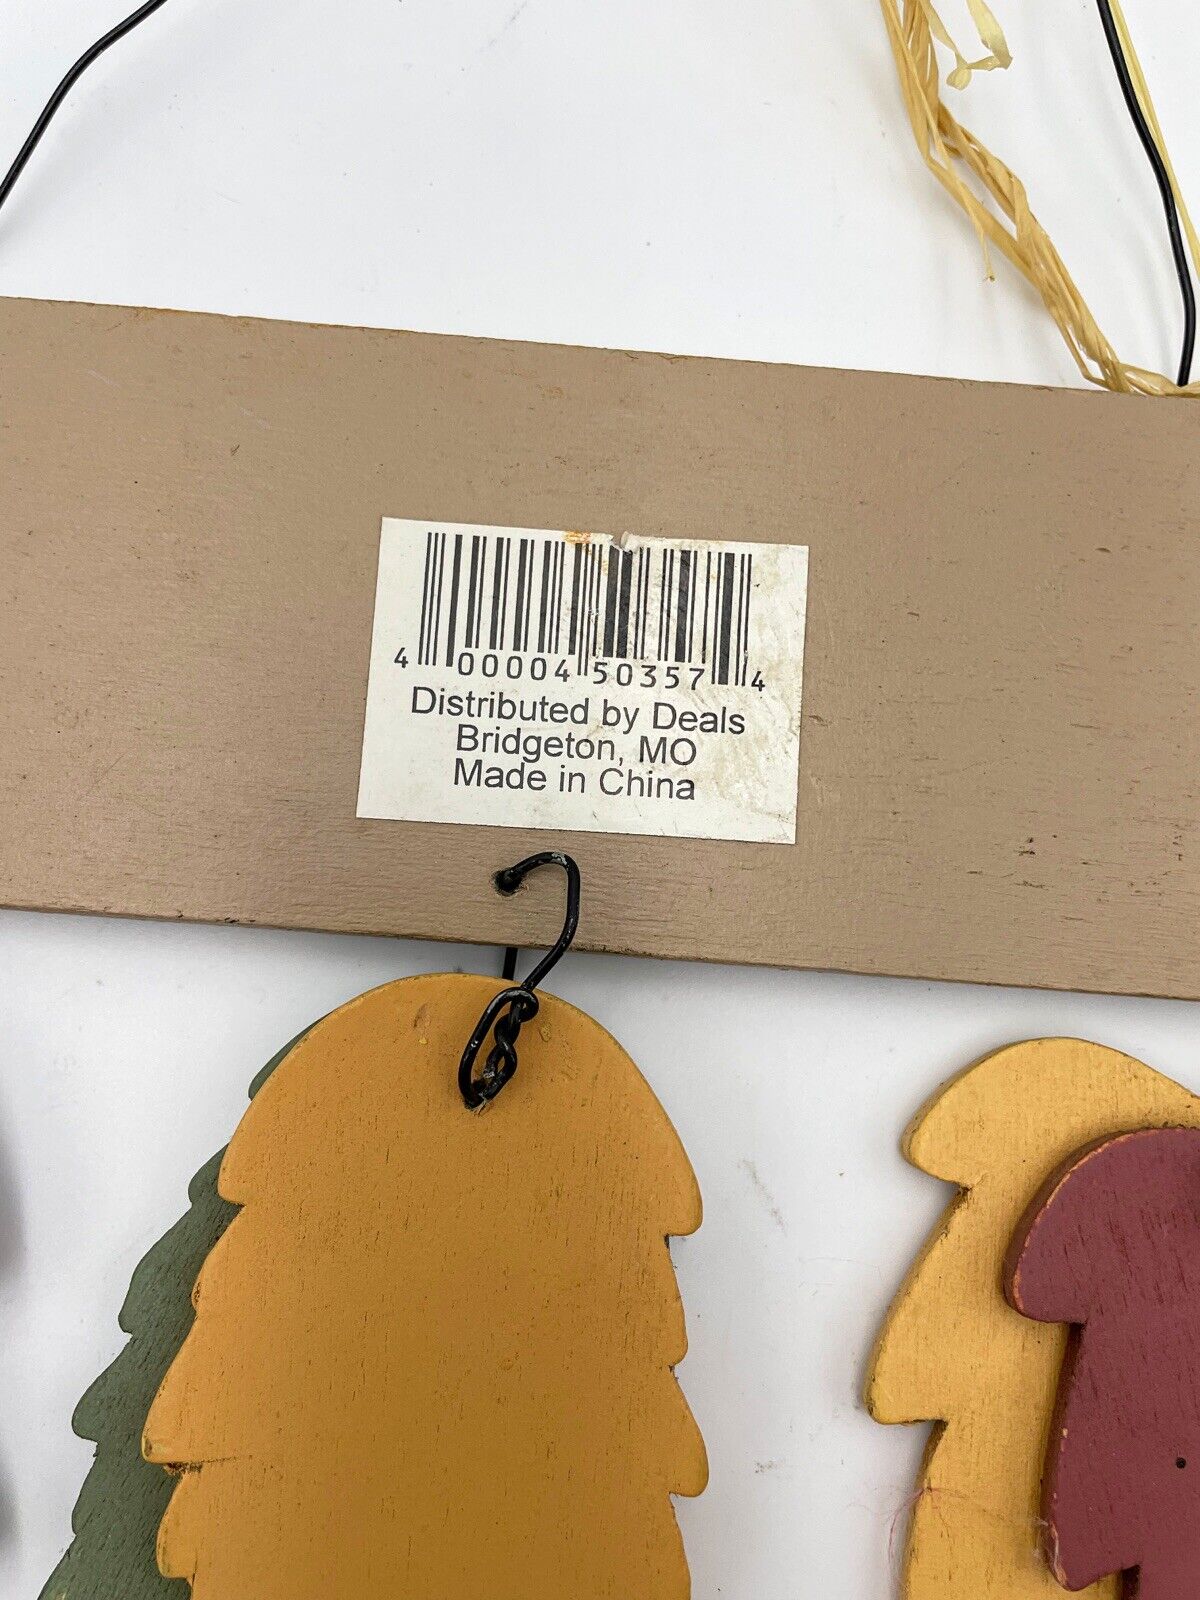 4 00004 50357 4
Distributed by Deals
Bridgeton, MO
Made in China